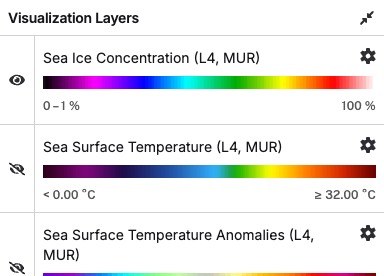 Visualization Layers
Sea Ice Concentration (L4, MUR)
0 – 1 %
100 %
Sea Surface Temperature (L4, MUR)
< 0.00 °C
≥ 32.00 °C
Sea Surface Temperature Anomalies (L4,
MUR)